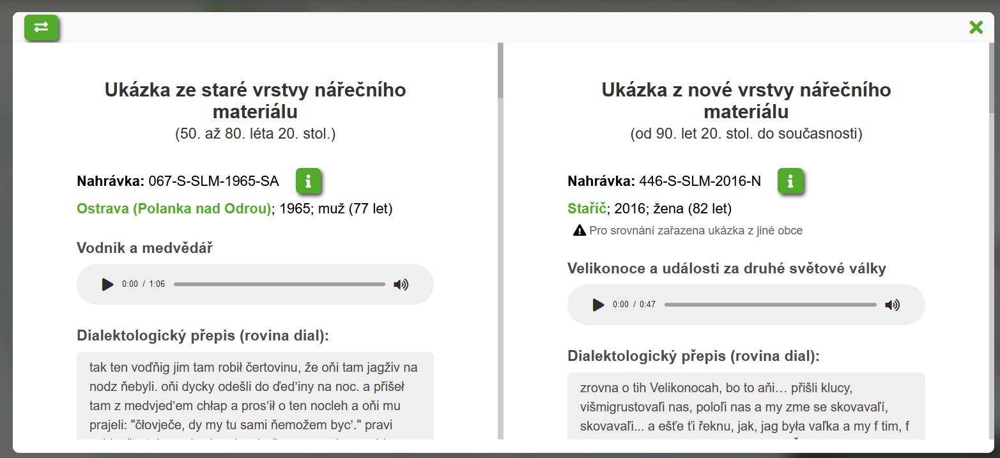 Ukázka ze staré vrstvy nářečního
materiálu
(50. až 80. léta 20. stol.)
Nahrávka: 067-S-SLM-1965-SA
Ostrava (Polanka nad Odrou); 1965; muž (77 let)
Vodník a medvědář
0:00 / 1:06
Dialektologický přepis (rovina dial):
tak ten voďňig jim tam robił čertovinu, že oňi tam jagživ na
nodz ňebyli. oňi dycky odešli do ďeďiny na noc. a přišeł
tam z medvjeďem chłap a prosʼił o ten nocleh a oňi mu
prajeli: "čłovječe, dy my tu sami ňemožem bycʼ." pravi
Ukázka z nové vrstvy nářečního
materiálu
(od 90. let 20. stol. do současnosti)
Nahrávka: 446-S-SLM-2016-N
Staříč; 2016; žena (82 let)
Pro srovnání zařazena ukázka z jiné obce
Velikonoce a události za druhé světové války
0:00 / 0:47
Dialektologický přepis (rovina dial):
zrovna o tih Velikonocah, bo to aňi… přišli klucy,
višmigrustovaľi nas, poloľi nas a my zme se skovavaľí,
skovavaľi... a ešťe ťi řeknu, jak, jag była vaľka a my f tim, f